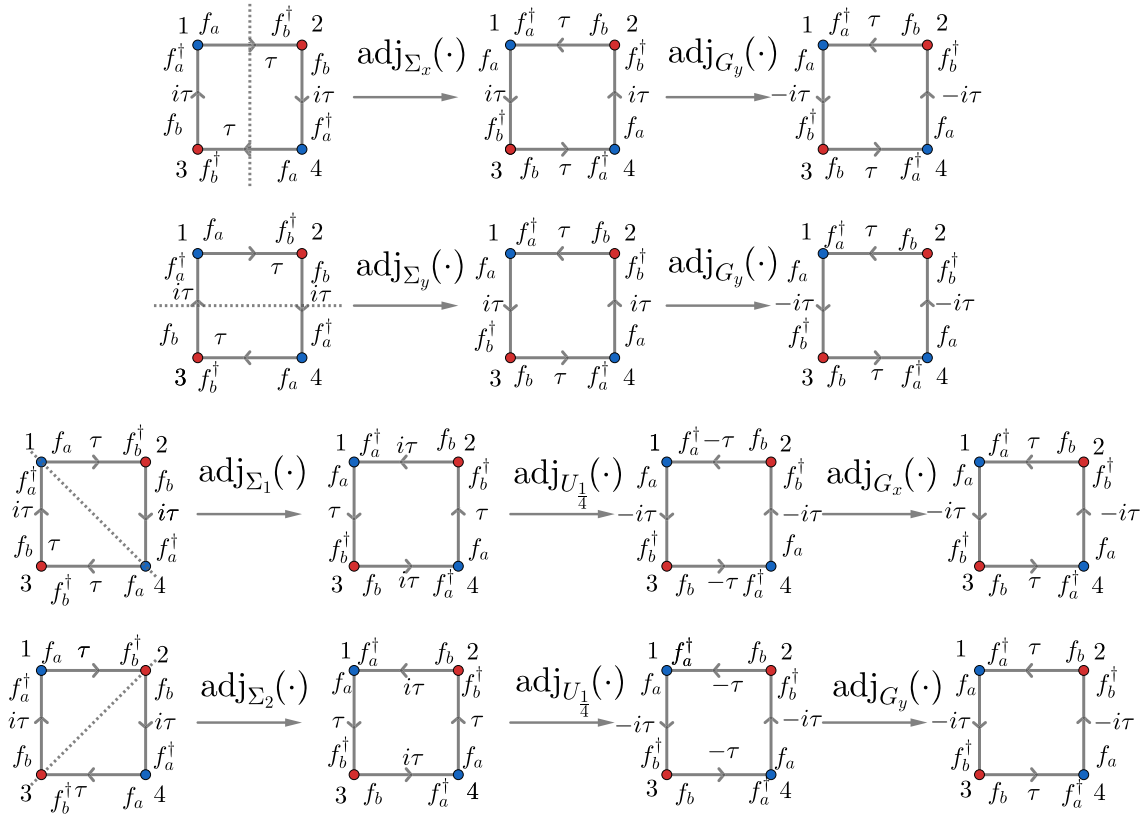 1 f_a f_b^† 2 1 f_a^† τ f_b 2 1 f_a^† τ f_b 2
f_a^† τ f_b adj_{Σ_x}(·) f_a f_b^† adj_{G_y}(·) f_a f_b^†
iτ iτ iτ iτ −iτ −iτ
f_b τ f_a^† f_b^† f_a f_b^† f_a
3 f_b^† f_a 4 3 f_b τ f_a^† 4 3 f_b τ f_a^† 4
1 f_a f_b^† 2 1 f_a^† τ f_b 2 1 f_a^† τ f_b 2
f_a^† τ f_b adj_{Σ_y}(·) f_a f_b^† adj_{G_y}(·) f_a f_b^†
iτ iτ iτ iτ −iτ −iτ
f_b τ f_a^† f_b^† f_a f_b^† f_a
3 f_b^† f_a 4 3 f_b τ f_a^† 4 3 f_b τ f_a^† 4
1 f_a τ f_b^† 2 1 f_a^† iτ f_b 2 1 f_a^† −τ f_b 2 1 f_a^† τ f_b 2
f_a^† f_b adj_{Σ_1}(·) f_a f_b^† adj_{U_{1/4}}(·) f_a f_b^† adj_{G_x}(·) f_a f_b^†
iτ iτ τ τ −iτ −iτ −iτ −iτ
f_b τ f_a^† f_b^† f_a f_b^† f_a f_b^† f_a
3 f_b^† τ f_a 4 3 f_b iτ f_a^† 4 3 f_b −τ f_a^† 4 3 f_b τ f_a^† 4
1 f_a τ f_b^† 2 1 f_a^† f_b 2 1 f_a^† f_b 2 1 f_a^† τ f_b 2
f_a^† f_b adj_{Σ_2}(·) f_a iτ f_b^† adj_{U_{1/4}}(·) f_a −τ f_b^† adj_{G_y}(·) f_a f_b^†
iτ iτ τ τ −iτ −iτ −iτ −iτ
f_b f_a^† f_b^† iτ f_a f_b^† −τ f_a f_b^† f_a
3 f_b^† τ f_a 4 3 f_b f_a^† 4 3 f_b f_a^† 4 3 f_b τ f_a^† 4